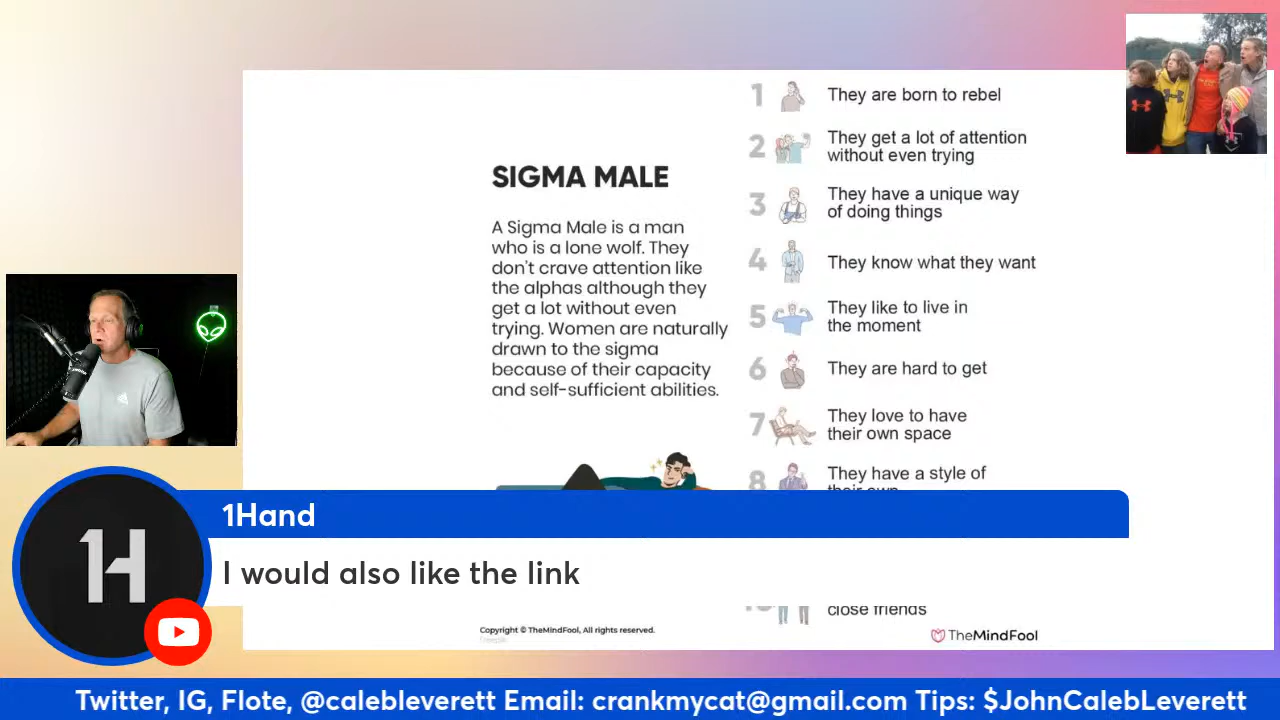 SIGMA MALE
A Sigma Male is a man
who is a lone wolf. They
don't crave attention like
the alphas although they
get a lot without even
trying. Women are naturally
drawn to the sigma
because of their capacity
and self-sufficient abilities.
1 They are born to rebel
2 They get a lot of attention
without even trying
3 They have a unique way
of doing things
4 They know what they want
5 They like to live in
the moment
6 They are hard to get
7 They love to have
their own space
8 They have a style of
close friends
Copyright © TheMindFool, All rights reserved.
TheMindFool
1H
1Hand
I would also like the link
Twitter, IG, Flote, @calebleverett Email: crankmycat@gmail.com Tips: $JohnCalebLeverett